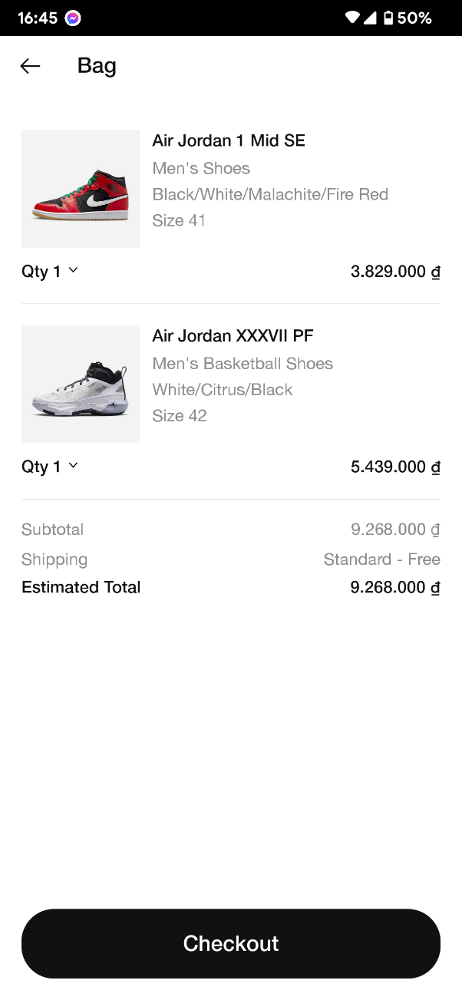 16:45 50%
Bag
Air Jordan 1 Mid SE
Men's Shoes
Black/White/Malachite/Fire Red
Size 41
Qty 1 3.829.000 ₫
Air Jordan XXXVII PF
Men's Basketball Shoes
White/Citrus/Black
Size 42
Qty 1 5.439.000 ₫
Subtotal 9.268.000 ₫
Shipping Standard - Free
Estimated Total 9.268.000 ₫
Checkout